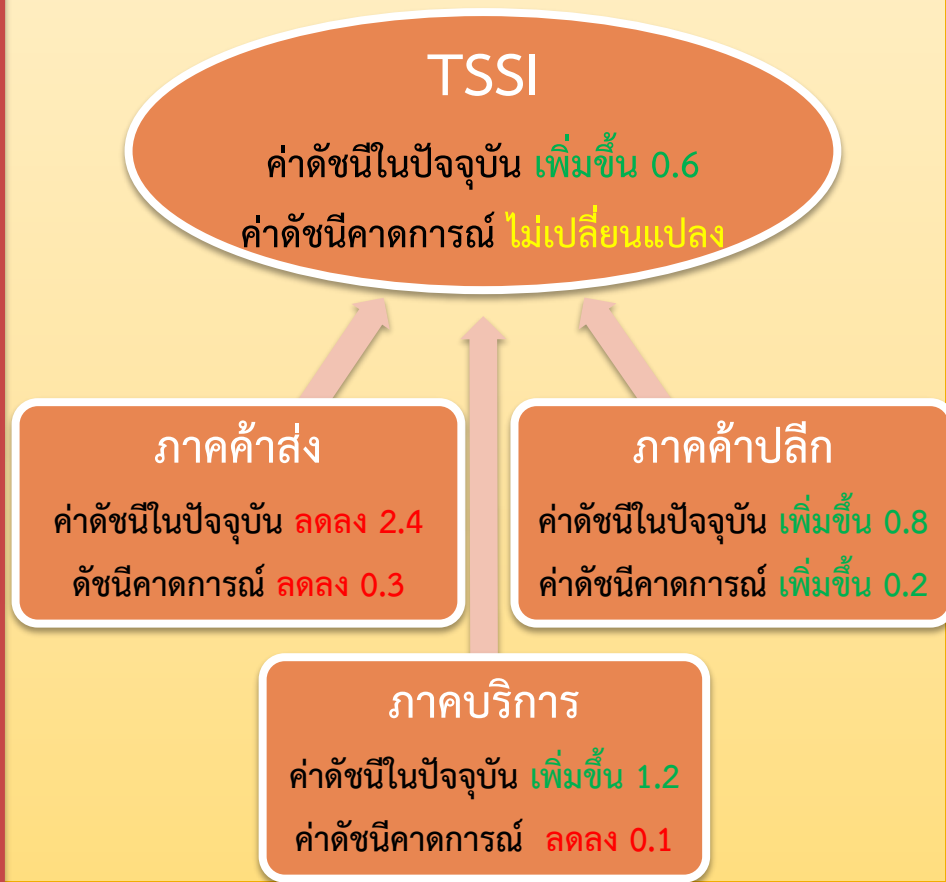 TSSI
ค่าดัชนีในปัจจุบัน เพิ่มขึ้น 0.6
ค่าดัชนีคาดการณ์ ไม่เปลี่ยนแปลง
ภาคค้าส่ง
ค่าดัชนีในปัจจุบัน ลดลง 2.4
ดัชนีคาดการณ์ ลดลง 0.3
ภาคค้าปลีก
ค่าดัชนีในปัจจุบัน เพิ่มขึ้น 0.8
ค่าดัชนีคาดการณ์ เพิ่มขึ้น 0.2
ภาคบริการ
ค่าดัชนีในปัจจุบัน เพิ่มขึ้น 1.2
ค่าดัชนีคาดการณ์ ลดลง 0.1